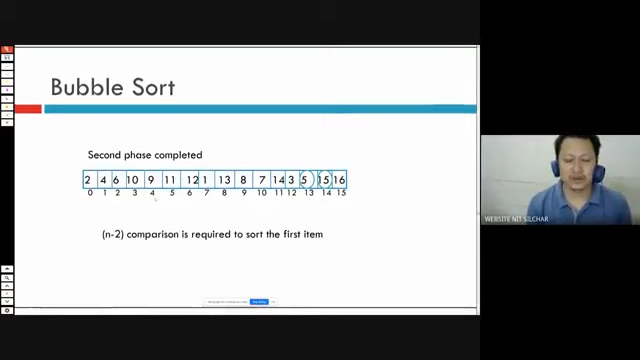 Bubble Sort
Second phase completed
2 4 6 10 9 11 12 1 13 8 7 14 3 5 15 16
0 1 2 3 4 5 6 7 8 9 10 11 12 13 14 15
(n-2) comparison is required to sort the first item
WEBSITE NIT SILCHAR